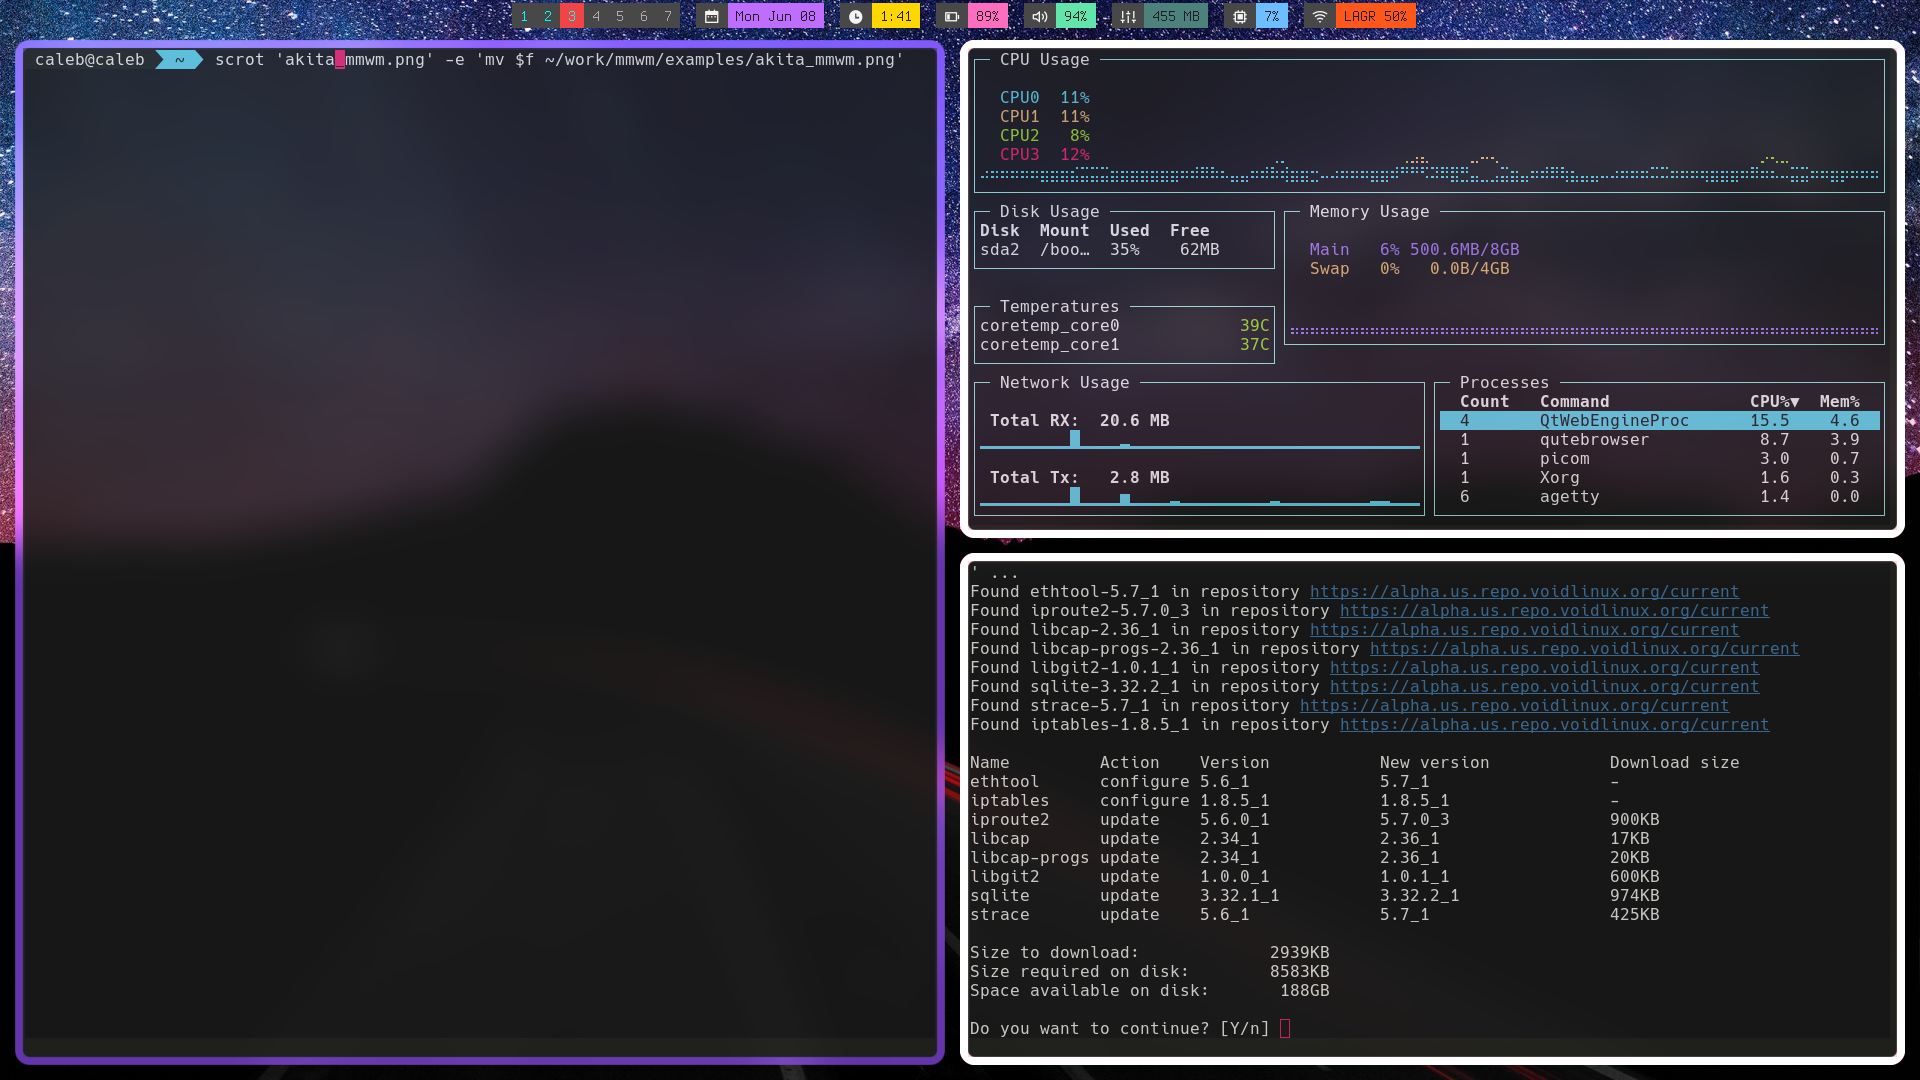 1 2 3 4 5 6 7 Mon Jun 08 1:41 89% 94% 455 MB 7% LAGR 50%
caleb@caleb ~ scrot 'akita_mmwm.png' -e 'mv $f ~/work/mmwm/examples/akita_mmwm.png'
CPU Usage
CPU0 11%
CPU1 11%
CPU2 8%
CPU3 12%
Disk Usage
Disk Mount Used Free
sda2 /boo… 35% 62MB
Memory Usage
Main 6% 500.6MB/8GB
Swap 0% 0.0B/4GB
Temperatures
coretemp_core0 39C
coretemp_core1 37C
Network Usage
Total RX: 20.6 MB
Total Tx: 2.8 MB
Processes
Count Command CPU%▼ Mem%
4 QtWebEngineProc 15.5 4.6
1 qutebrowser 8.7 3.9
1 picom 3.0 0.7
1 Xorg 1.6 0.3
6 agetty 1.4 0.0
' ...
Found ethtool-5.7_1 in repository https://alpha.us.repo.voidlinux.org/current
Found iproute2-5.7.0_3 in repository https://alpha.us.repo.voidlinux.org/current
Found libcap-2.36_1 in repository https://alpha.us.repo.voidlinux.org/current
Found libcap-progs-2.36_1 in repository https://alpha.us.repo.voidlinux.org/current
Found libgit2-1.0.1_1 in repository https://alpha.us.repo.voidlinux.org/current
Found sqlite-3.32.2_1 in repository https://alpha.us.repo.voidlinux.org/current
Found strace-5.7_1 in repository https://alpha.us.repo.voidlinux.org/current
Found iptables-1.8.5_1 in repository https://alpha.us.repo.voidlinux.org/current
Name Action Version New version Download size
ethtool configure 5.6_1 5.7_1 -
iptables configure 1.8.5_1 1.8.5_1 -
iproute2 update 5.6.0_1 5.7.0_3 900KB
libcap update 2.34_1 2.36_1 17KB
libcap-progs update 2.34_1 2.36_1 20KB
libgit2 update 1.0.0_1 1.0.1_1 600KB
sqlite update 3.32.1_1 3.32.2_1 974KB
strace update 5.6_1 5.7_1 425KB
Size to download: 2939KB
Size required on disk: 8583KB
Space available on disk: 188GB
Do you want to continue? [Y/n]